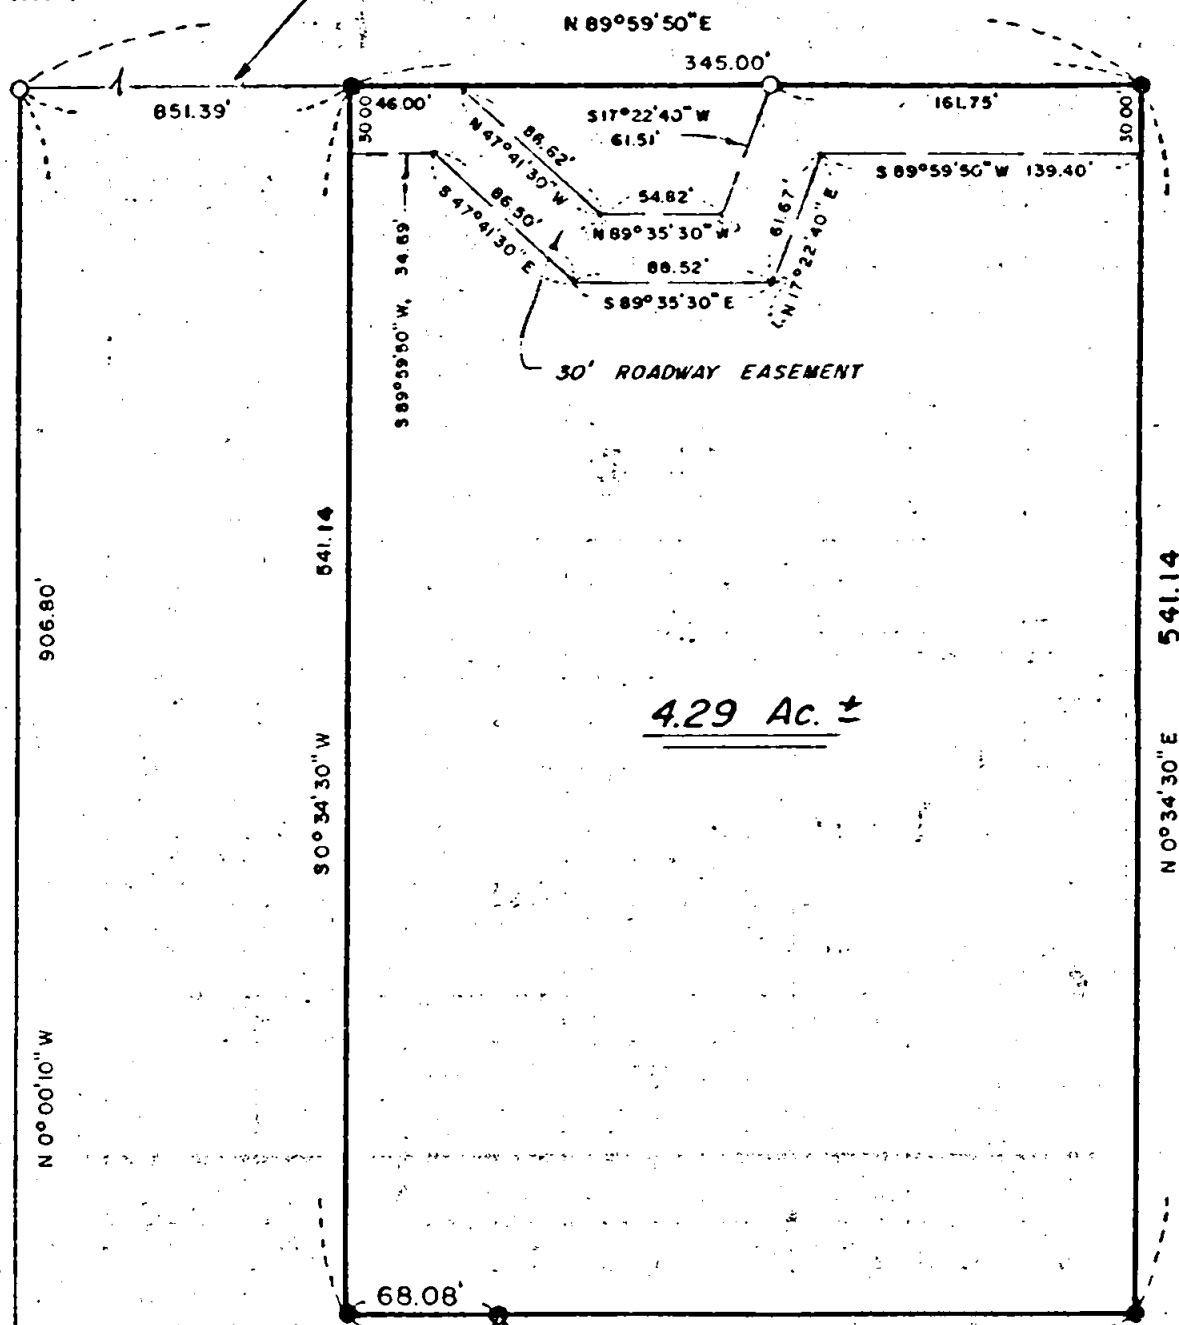 N 89°59'50" E
345.00'
851.39'
30.00'
46.00'
S 17°22'40" W
61.51'
161.75'
30.00'
86.62'
N 47°41'30" W
54.82'
N 89°35'30" W
61.67'
N 17°22'40" E
S 89°59'50" W 139.40'
86.50'
S 47°41'30" E
S 89°59'50" W, 34.69'
88.52'
S 89°35'30" E
30' ROADWAY EASEMENT
906.80'
N 0°00'10" W
541.14
S 0°34'30" W
4.29 Ac. ±
541.14
N 0°34'30" E
68.08'